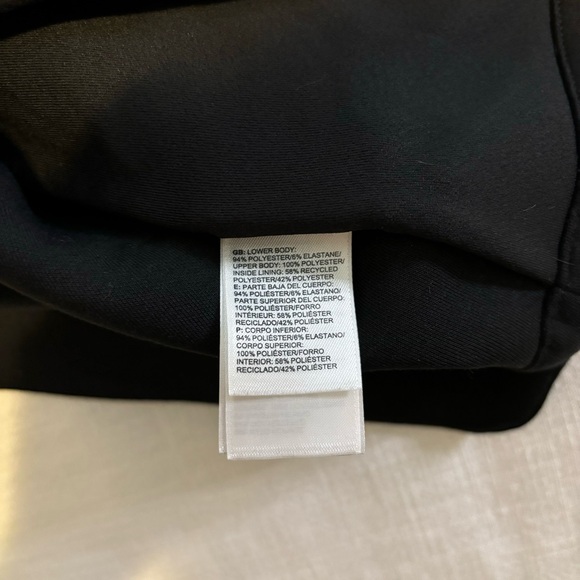 GB: LOWER BODY:
94% POLYESTER/6% ELASTANE/
UPPER BODY: 100% POLYESTER/
INSIDE LINING: 58% RECYCLED
POLYESTER/42% POLYESTER
E: PARTE BAJA DEL CUERPO:
94% POLIÉSTER/6% ELASTANO/
PARTE SUPERIOR DEL CUERPO:
100% POLIÉSTER/FORRO
INTÉRIEUR: 58% POLIÉSTER
RECICLADO/42% POLIÉSTER
P: CORPO INFERIOR:
94% POLIÉSTER/6% ELASTANO/
CORPO SUPERIOR:
100% POLIÉSTER/FORRO
INTERIOR: 58% POLIÉSTER
RECICLADO/42% POLIÉSTER